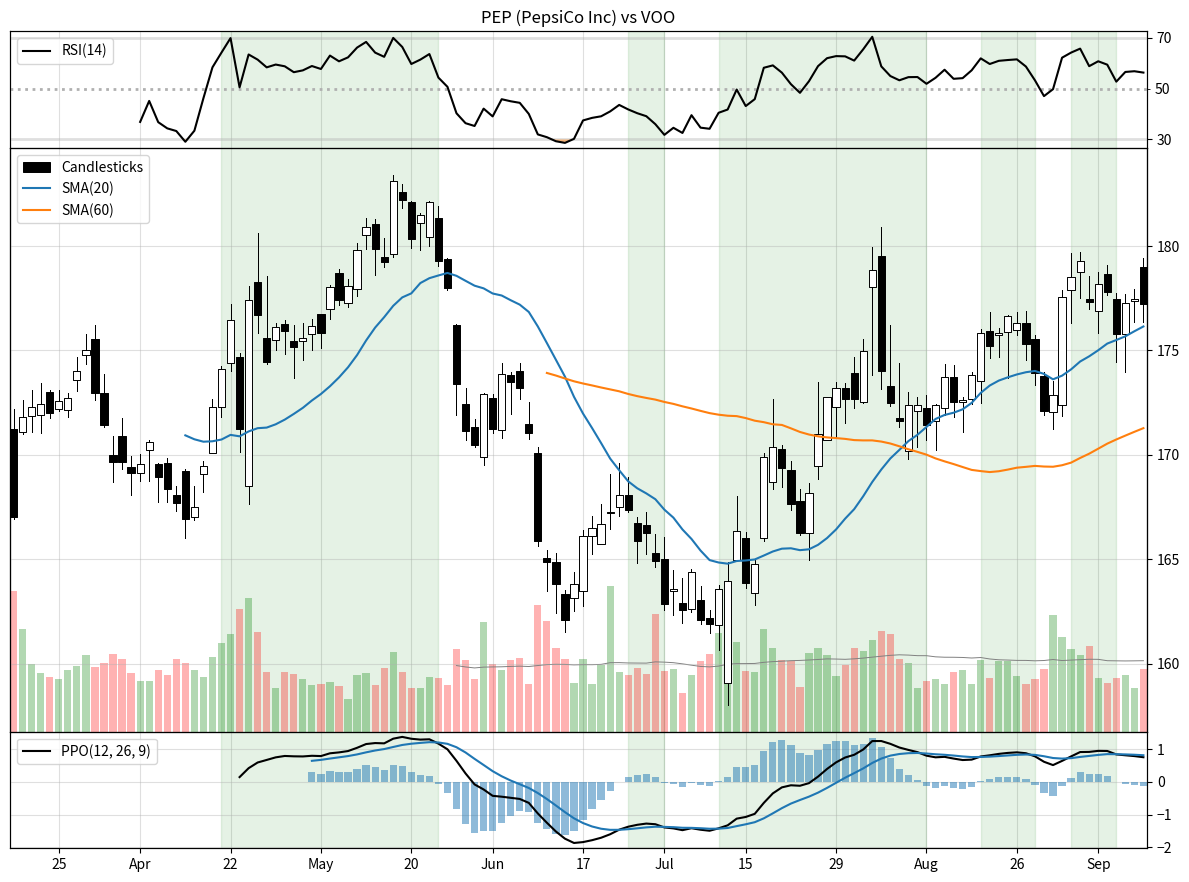 PEP (PepsiCo Inc) vs VOO
RSI(14)
70
50
30
Candlesticks
SMA(20)
SMA(60)
180
175
170
165
160
PPO(12, 26, 9)
1
0
−1
−2
25 Apr 22 May 20 Jun 17 Jul 15 29 Aug 26 Sep